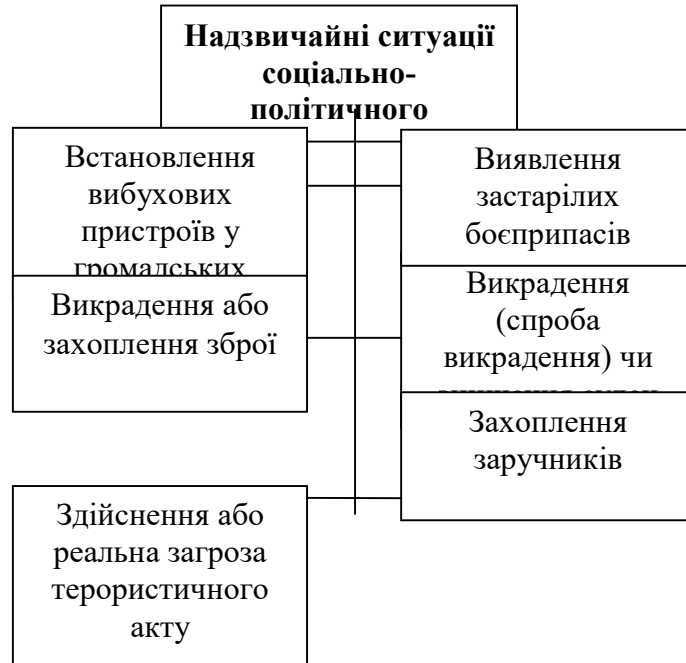 Надзвичайні ситуації
соціально-
політичного
Встановлення
вибухових
пристроїв у
громадських
Виявлення
застарілих
боєприпасів
Викрадення або
захоплення зброї
Викрадення
(спроба
викрадення) чи
Захоплення
заручників
Здійснення або
реальна загроза
терористичного
акту